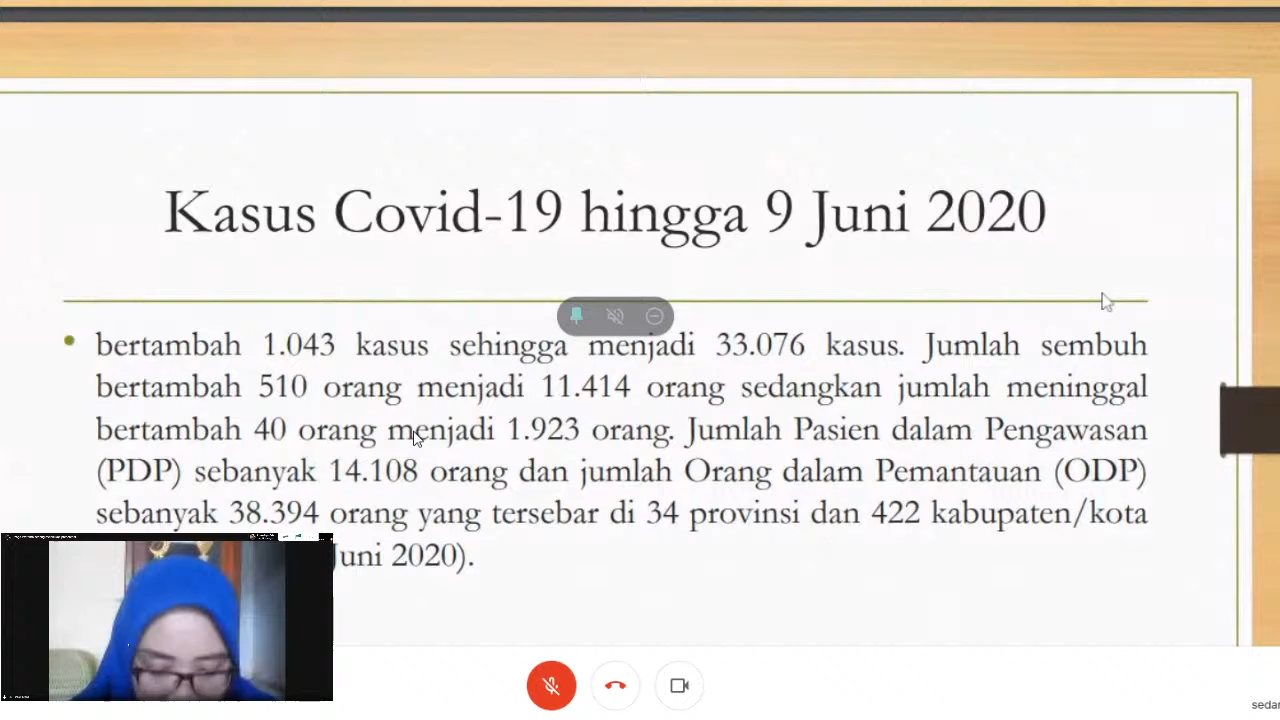 Kasus Covid-19 hingga 9 Juni 2020
bertambah 1.043 kasus sehingga menjadi 33.076 kasus. Jumlah sembuh
bertambah 510 orang menjadi 11.414 orang sedangkan jumlah meninggal
bertambah 40 orang menjadi 1.923 orang. Jumlah Pasien dalam Pengawasan
(PDP) sebanyak 14.108 orang dan jumlah Orang dalam Pemantauan (ODP)
sebanyak 38.394 orang yang tersebar di 34 provinsi dan 422 kabupaten/kota
Juni 2020).